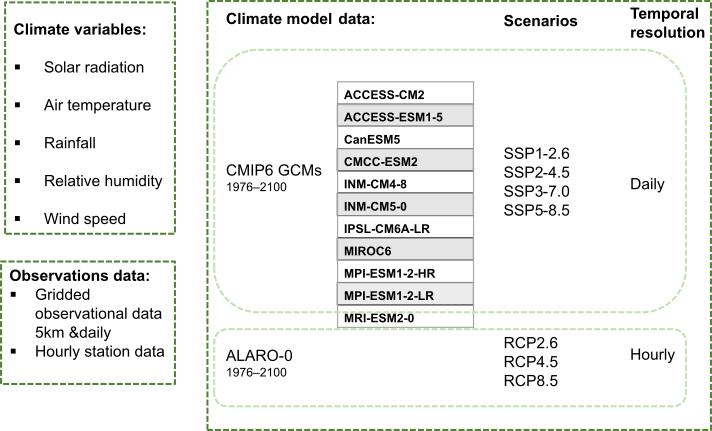 Climate variables:
▪ Solar radiation
▪ Air temperature
▪ Rainfall
▪ Relative humidity
▪ Wind speed
Observations data:
▪ Gridded
observational data
5km &daily
▪ Hourly station data
Climate model data:
Scenarios
Temporal
resolution
CMIP6 GCMs
1976–2100
ACCESS-CM2
ACCESS-ESM1-5
CanESM5
CMCC-ESM2
INM-CM4-8
INM-CM5-0
IPSL-CM6A-LR
MIROC6
MPI-ESM1-2-HR
MPI-ESM1-2-LR
MRI-ESM2-0
SSP1-2.6
SSP2-4.5
SSP3-7.0
SSP5-8.5
Daily
ALARO-0
1976–2100
RCP2.6
RCP4.5
RCP8.5
Hourly